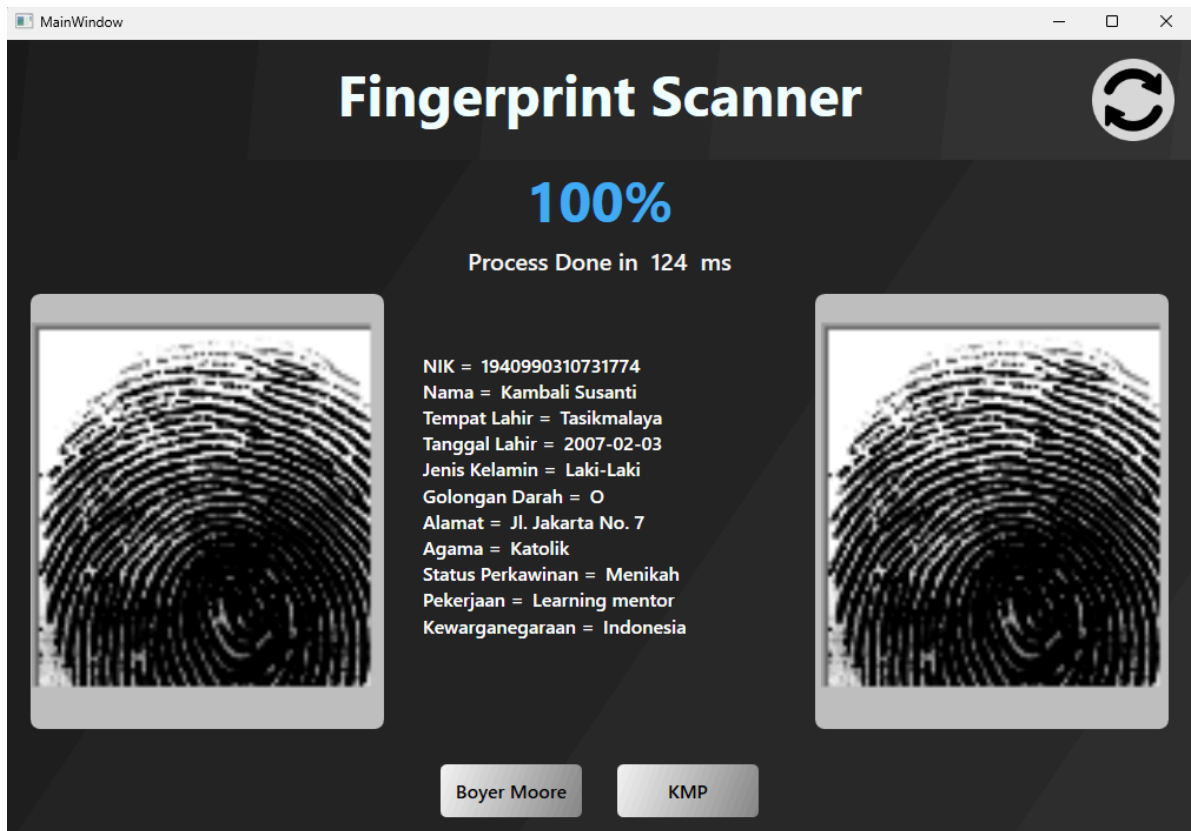 MainWindow
Fingerprint Scanner
100%
Process Done in 124 ms
NIK = 1940990310731774
Nama = Kambali Susanti
Tempat Lahir = Tasikmalaya
Tanggal Lahir = 2007-02-03
Jenis Kelamin = Laki-Laki
Golongan Darah = O
Alamat = Jl. Jakarta No. 7
Agama = Katolik
Status Perkawinan = Menikah
Pekerjaan = Learning mentor
Kewarganegaraan = Indonesia
Boyer Moore
KMP